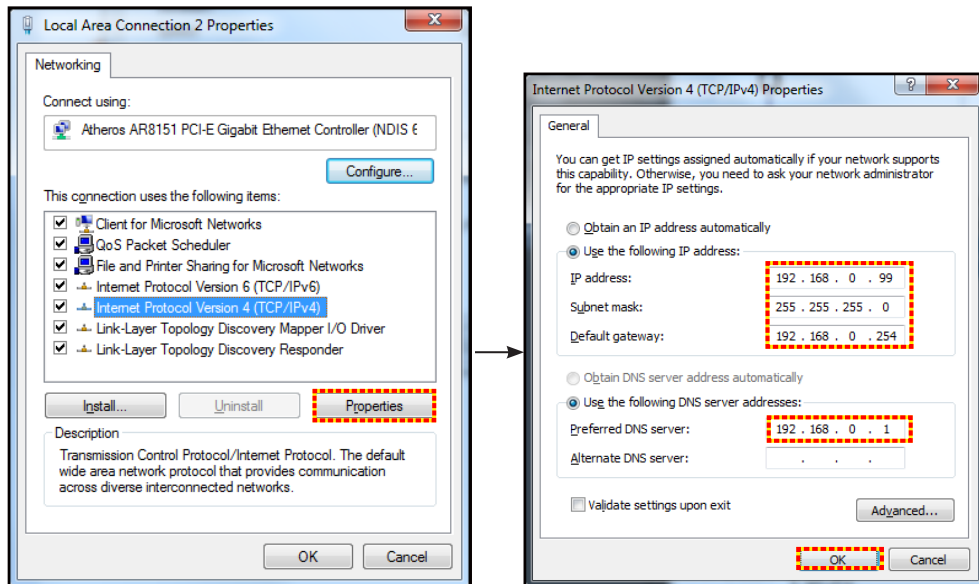 Local Area Connection 2 Properties
Networking
Connect using:
Atheros AR8151 PCI-E Gigabit Ethernet Controller (NDIS 6
Configure...
This connection uses the following items:
Client for Microsoft Networks
QoS Packet Scheduler
File and Printer Sharing for Microsoft Networks
Internet Protocol Version 6 (TCP/IPv6)
Internet Protocol Version 4 (TCP/IPv4)
Link-Layer Topology Discovery Mapper I/O Driver
Link-Layer Topology Discovery Responder
Install...
Uninstall
Properties
Description
Transmission Control Protocol/Internet Protocol. The default
wide area network protocol that provides communication
across diverse interconnected networks.
OK
Cancel
Internet Protocol Version 4 (TCP/IPv4) Properties
?
General
You can get IP settings assigned automatically if your network supports
this capability. Otherwise, you need to ask your network administrator
for the appropriate IP settings.
Obtain an IP address automatically
Use the following IP address:
IP address: 192 . 168 . 0 . 99
Subnet mask: 255 . 255 . 255 . 0
Default gateway: 192 . 168 . 0 . 254
Obtain DNS server address automatically
Use the following DNS server addresses:
Preferred DNS server: 192 . 168 . 0 . 1
Alternate DNS server: . . .
Validate settings upon exit
Advanced...
OK
Cancel